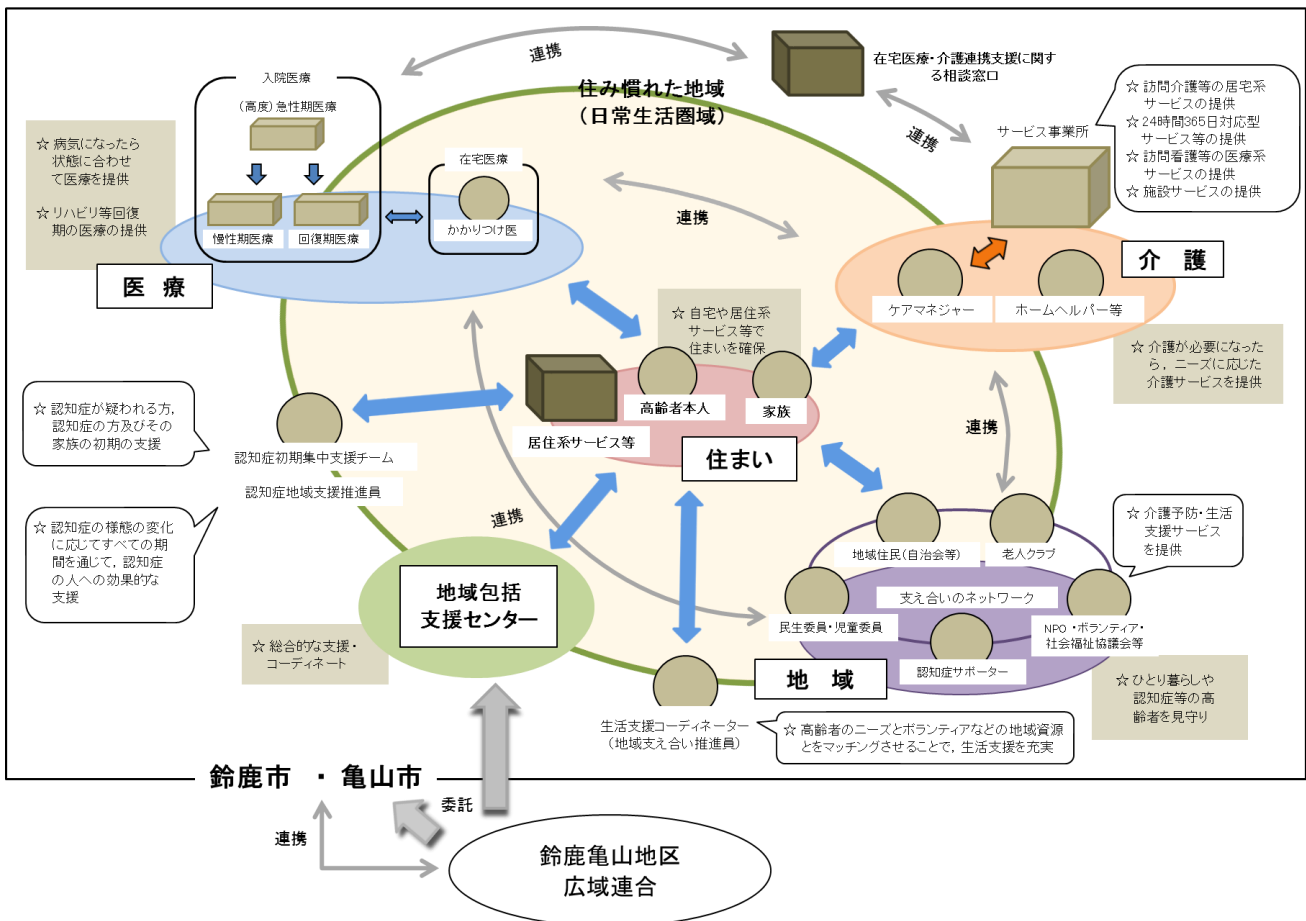 連携
在宅医療・介護連携支援に関す
る相談窓口
入院医療
(高度)急性期医療
住み慣れた地域
(日常生活圏域)
☆ 訪問介護等の居宅系
サービスの提供
☆ 24時間365日対応型
サービス等の提供
☆ 訪問看護等の医療系
サービスの提供
☆ 施設サービスの提供
連携
サービス事業所
☆ 病気になったら
状態に合わせ
て医療を提供
☆ リハビリ等回復
期の医療の提供
在宅医療
連携
慢性期医療
回復期医療
かかりつけ医
医 療
介 護
ケアマネジャー
ホームヘルパー等
☆ 自宅や居住系
サービス等で
住まいを確保
☆ 介護が必要になった
ら,ニーズに応じた
介護サービスを提供
☆ 認知症が疑われる方,
認知症の方及びその
家族の初期の支援
高齢者本人
家族
居住系サービス等
住まい
連携
認知症初期集中支援チーム
認知症地域支援推進員
☆ 認知症の様態の変化
に応じてすべての期
間を通じて,認知症
の人への効果的な
支援
連携
☆ 介護予防・生活
支援サービス
を提供
地域住民(自治会等)
老人クラブ
地域包括
支援センター
支え合いのネットワーク
民生委員・児童委員
NPO・ボランティア・
社会福祉協議会等
☆ 総合的な支援・
コーディネート
認知症サポーター
地 域
☆ ひとり暮らしや
認知症等の高
齢者を見守り
生活支援コーディネーター
(地域支え合い推進員)
☆ 高齢者のニーズとボランティアなどの地域資源
とをマッチングさせることで,生活支援を充実
鈴鹿市 ・ 亀山市
委託
連携
鈴鹿亀山地区
広域連合